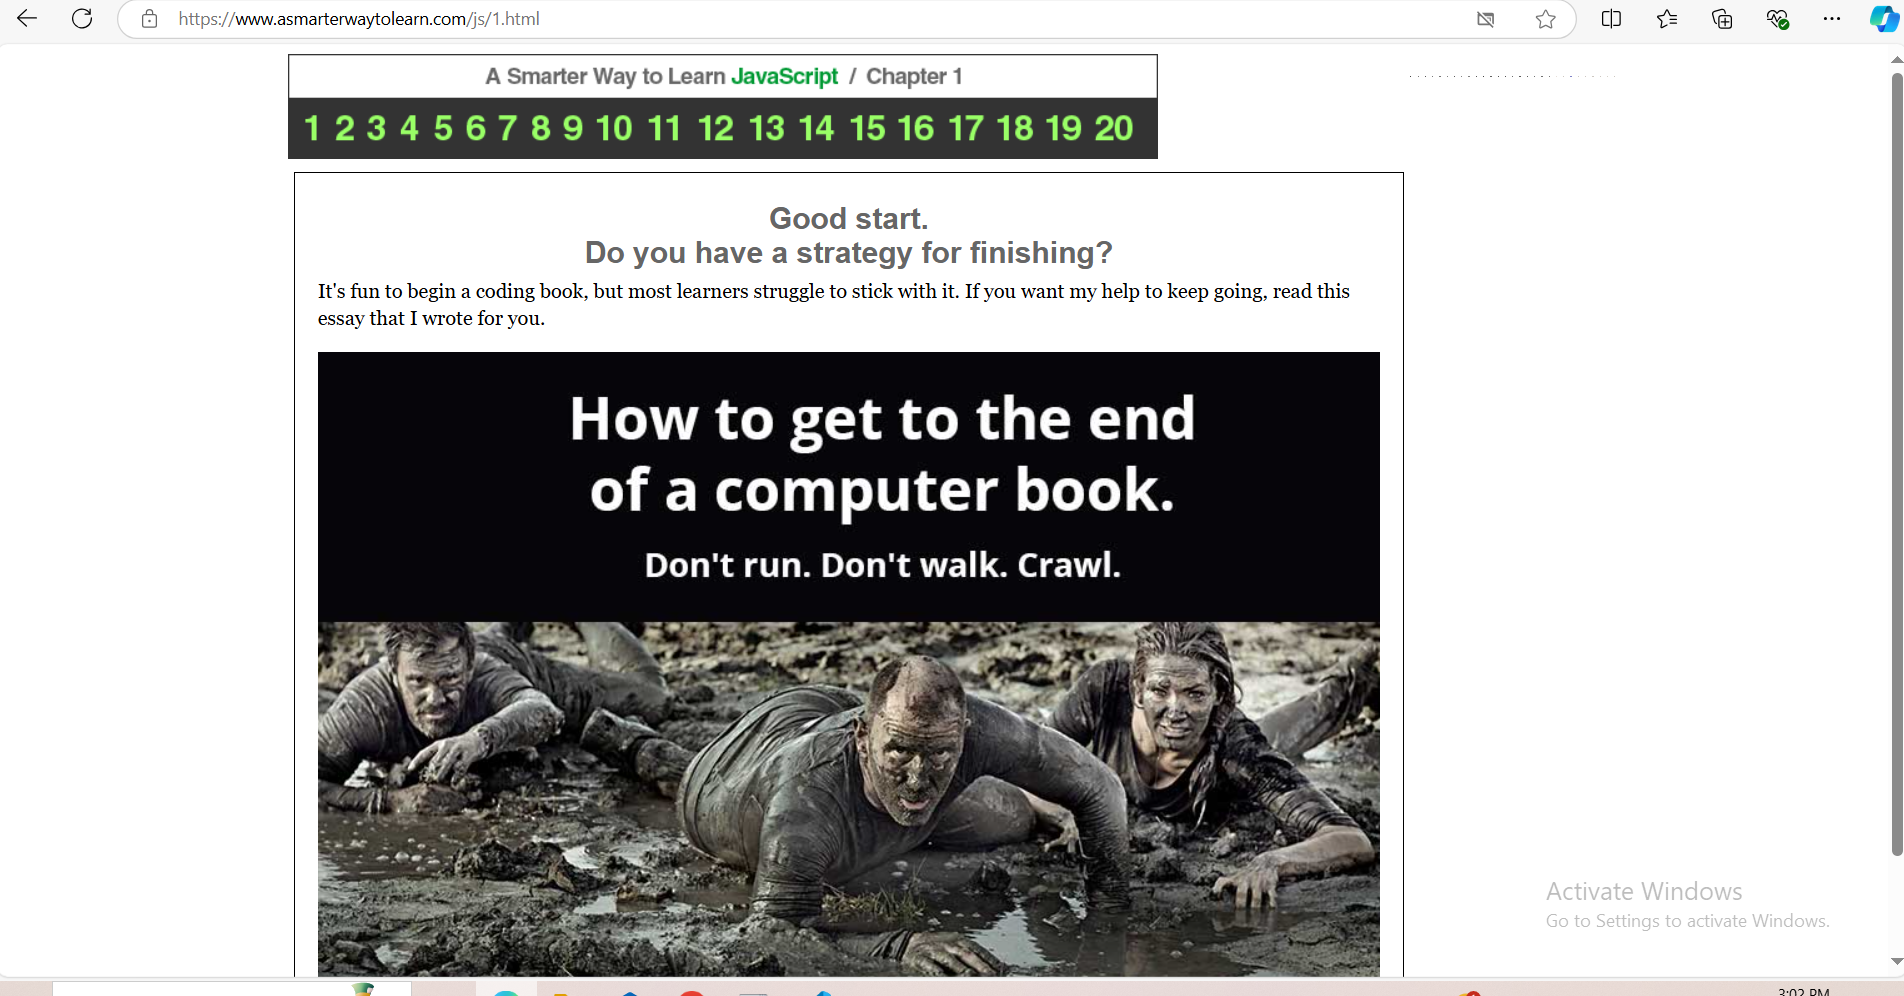 https://www.asmarterwaytolearn.com/js/1.html
A Smarter Way to Learn JavaScript / Chapter 1
1 2 3 4 5 6 7 8 9 10 11 12 13 14 15 16 17 18 19 20
Good start.
Do you have a strategy for finishing?
It's fun to begin a coding book, but most learners struggle to stick with it. If you want my help to keep going, read this
essay that I wrote for you.
How to get to the end
of a computer book.
Don't run. Don't walk. Crawl.
Activate Windows
Go to Settings to activate Windows.
3:02 PM